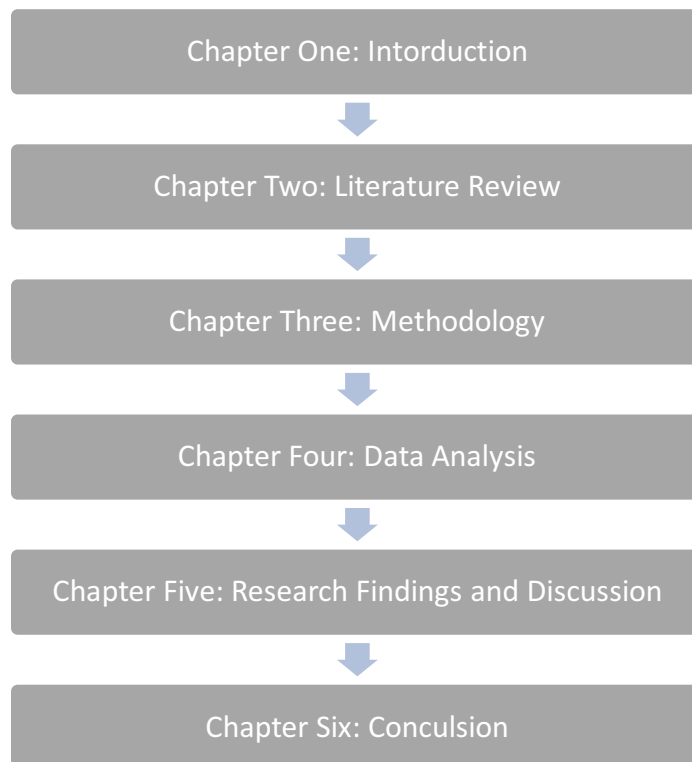 Chapter One: Intorduction
Chapter Two: Literature Review
Chapter Three: Methodology
Chapter Four: Data Analysis
Chapter Five: Research Findings and Discussion
Chapter Six: Conculsion